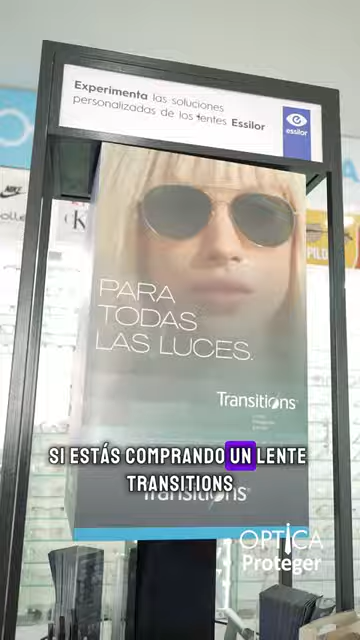 Experimenta las soluciones
personalizadas de los lentes Essilor
essilor
PARA
TODAS
LAS LUCES.
Transitions
SI ESTÁS COMPRANDO UN LENTE
TRANSITIONS
Transitions
OPTICA
Proteger